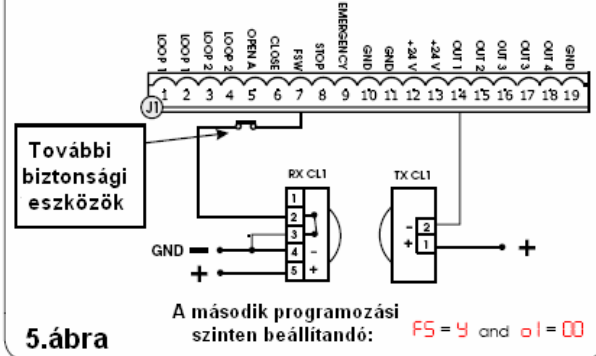 LOOP 1
LOOP 1
LOOP 2
LOOP 2
OPEN A
CLOSE
FSW
STOP
EMERGENCY
GND
GND
+24 V
+24 V
OUT 1
OUT 2
OUT 3
OUT 3
OUT 4
GND
1 2 3 4 5 6 7 8 9 10 11 12 13 14 15 16 17 18 19
J1
További
biztonsági
eszközök
RX CL1
1
2
3
4 -
5 +
GND -
+
TX CL1
- 2
+ 1
+
A második programozási
szinten beállítandó:
FS = Y and o1 = 00
5.ábra